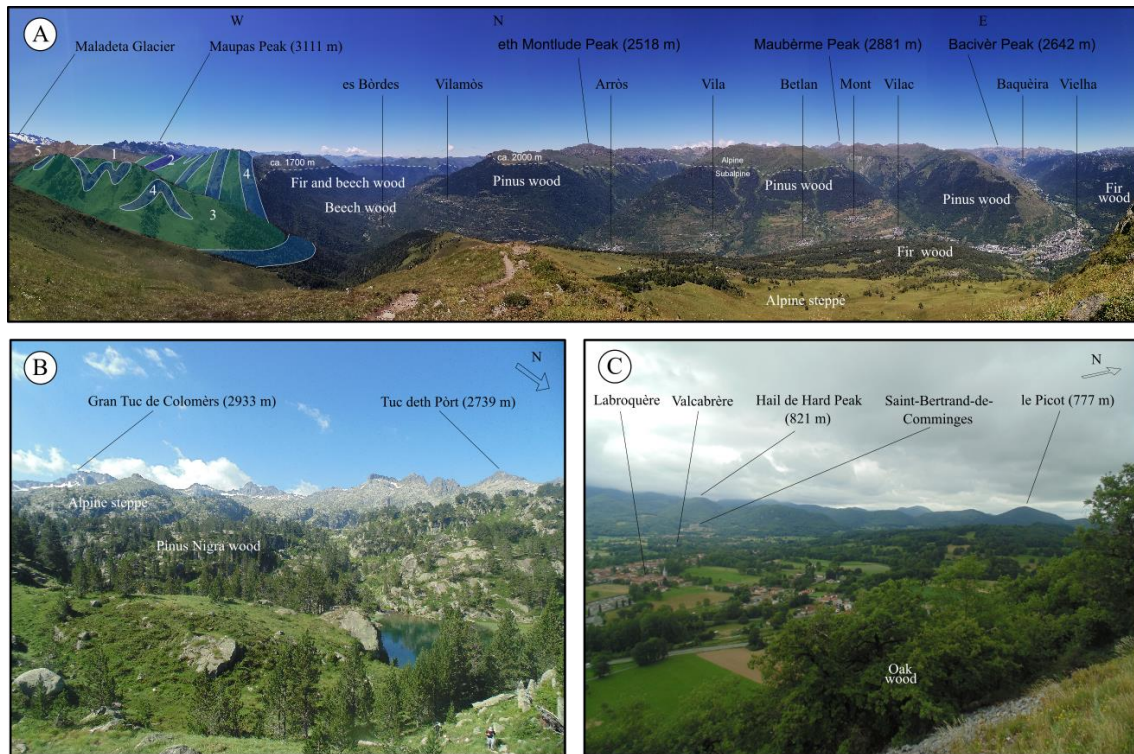 A
W
N
E
Maladeta Glacier
Maupas Peak (3111 m)
eth Montlude Peak (2518 m)
Maubèrme Peak (2881 m)
Bacivèr Peak (2642 m)
es Bòrdes
Vilamòs
Arròs
Vila
Betlan
Mont
Vilac
Baquèira
Vielha
5
1
2
4
4
3
ca. 1700 m
Fir and beech wood
Beech wood
ca. 2000 m
Pinus wood
Alpine
Subalpine
Pinus wood
Pinus wood
Fir
wood
Fir wood
Alpine steppe
B
N
Gran Tuc de Colomèrs (2933 m)
Tuc deth Pòrt (2739 m)
Alpine steppe
Pinus Nigra wood
C
N
Labroquère
Valcabrère
Hail de Hard Peak
(821 m)
Saint-Bertrand-de-
Comminges
le Picot (777 m)
Oak
wood